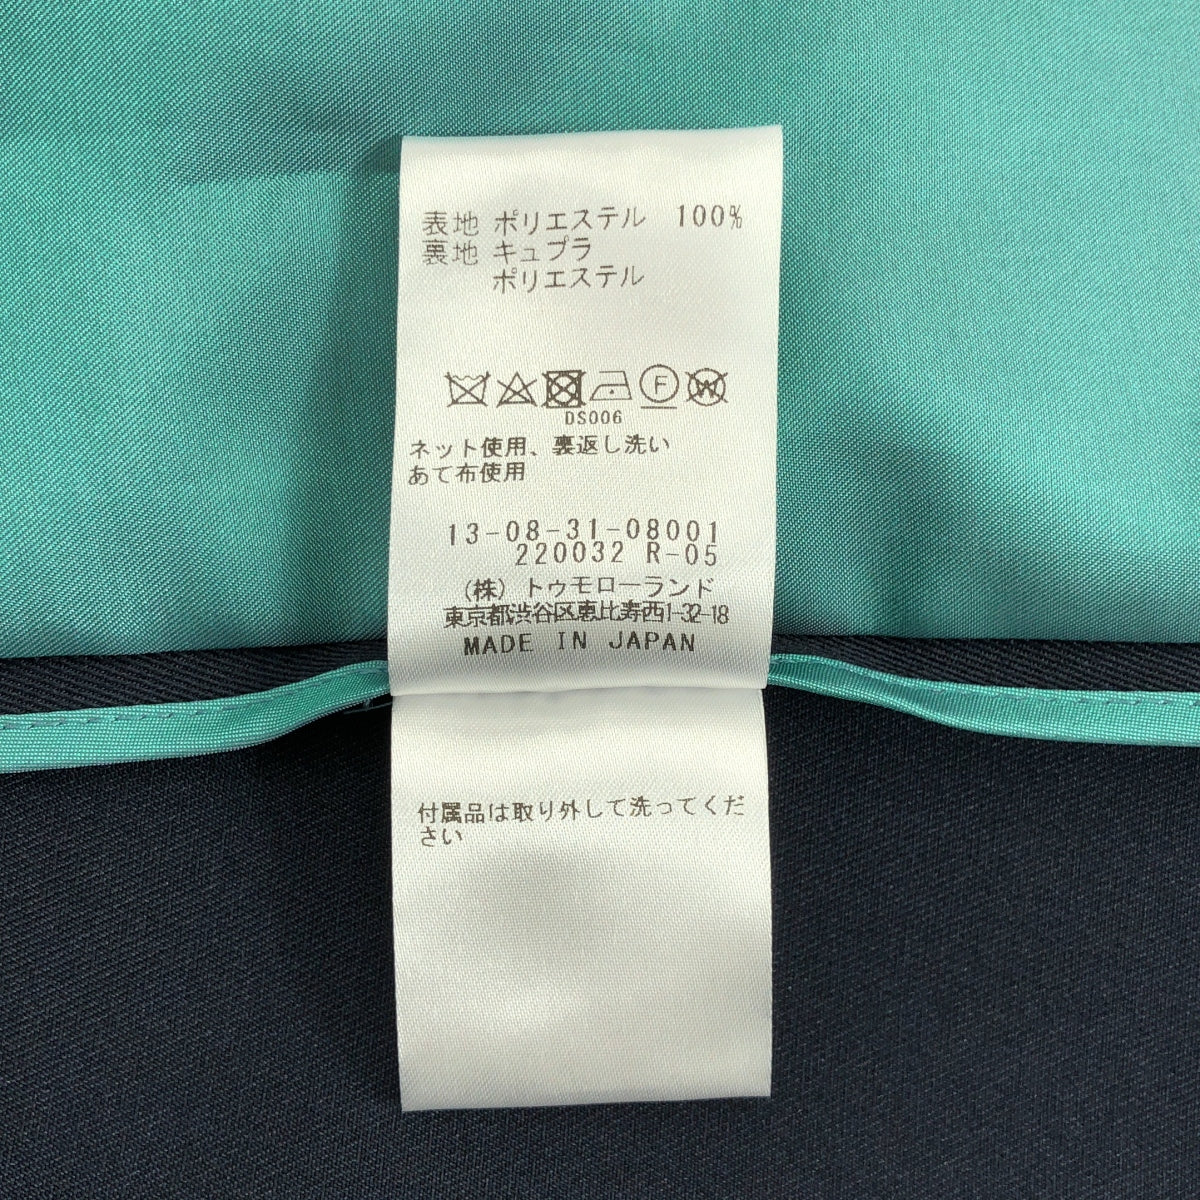 表地 ポリエステル 100%
裏地 キュプラ
ポリエステル
F W
DS006
ネット使用、裏返し洗い
あて布使用
13-08-31-08001
220032 R-05
(株) トゥモローランド
東京都渋谷区恵比寿西1-32-18
MADE IN JAPAN
付属品は取り外して洗ってくだ
さい